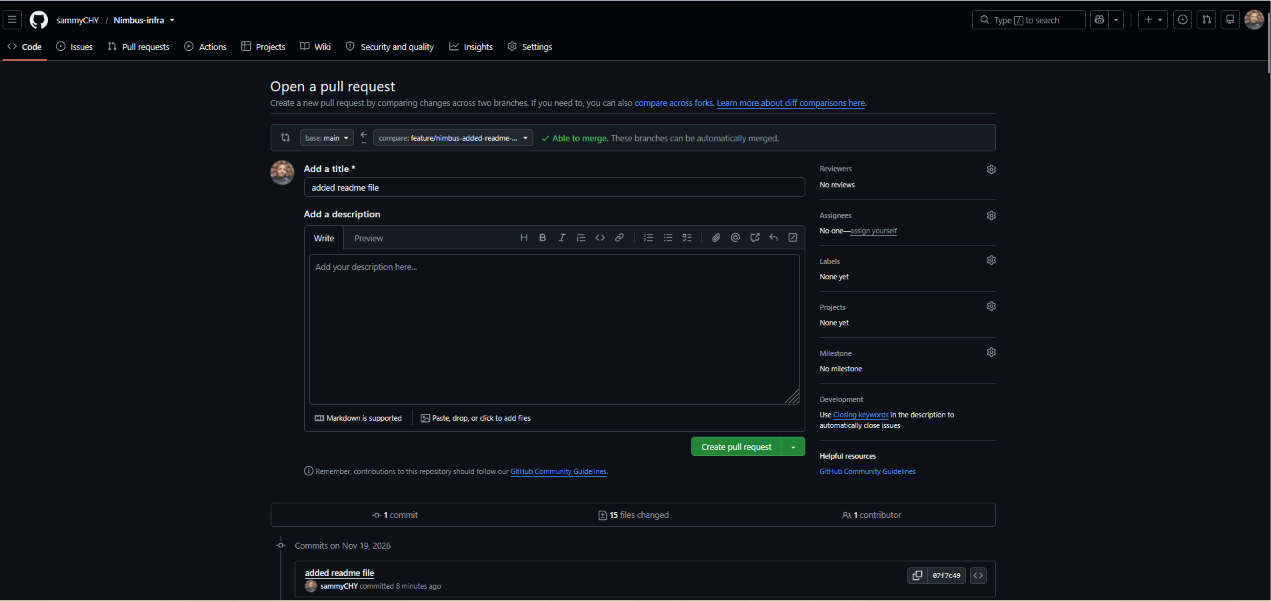 sammyCHY / Nimbus-infra
Type / to search
Code Issues Pull requests Actions Projects Wiki Security and quality Insights Settings
Open a pull request
Create a new pull request by comparing changes across two branches. If you need to, you can also compare across forks. Learn more about diff comparisons here.
base: main compare: feature/nimbus-added-readme-... Able to merge. These branches can be automatically merged.
Add a title *
added readme file
Add a description
Write Preview
Add your description here...
Markdown is supported Paste, drop, or click to add files
Create pull request
Remember, contributions to this repository should follow our GitHub Community Guidelines.
Reviewers
No reviews
Assignees
No one—assign yourself
Labels
None yet
Projects
None yet
Milestone
No milestone
Development
Use Closing keywords in the description to
automatically close issues
Helpful resources
GitHub Community Guidelines
1 commit 15 files changed 1 contributor
Commits on Nov 19, 2026
added readme file
sammyCHY committed 8 minutes ago
07f7c49